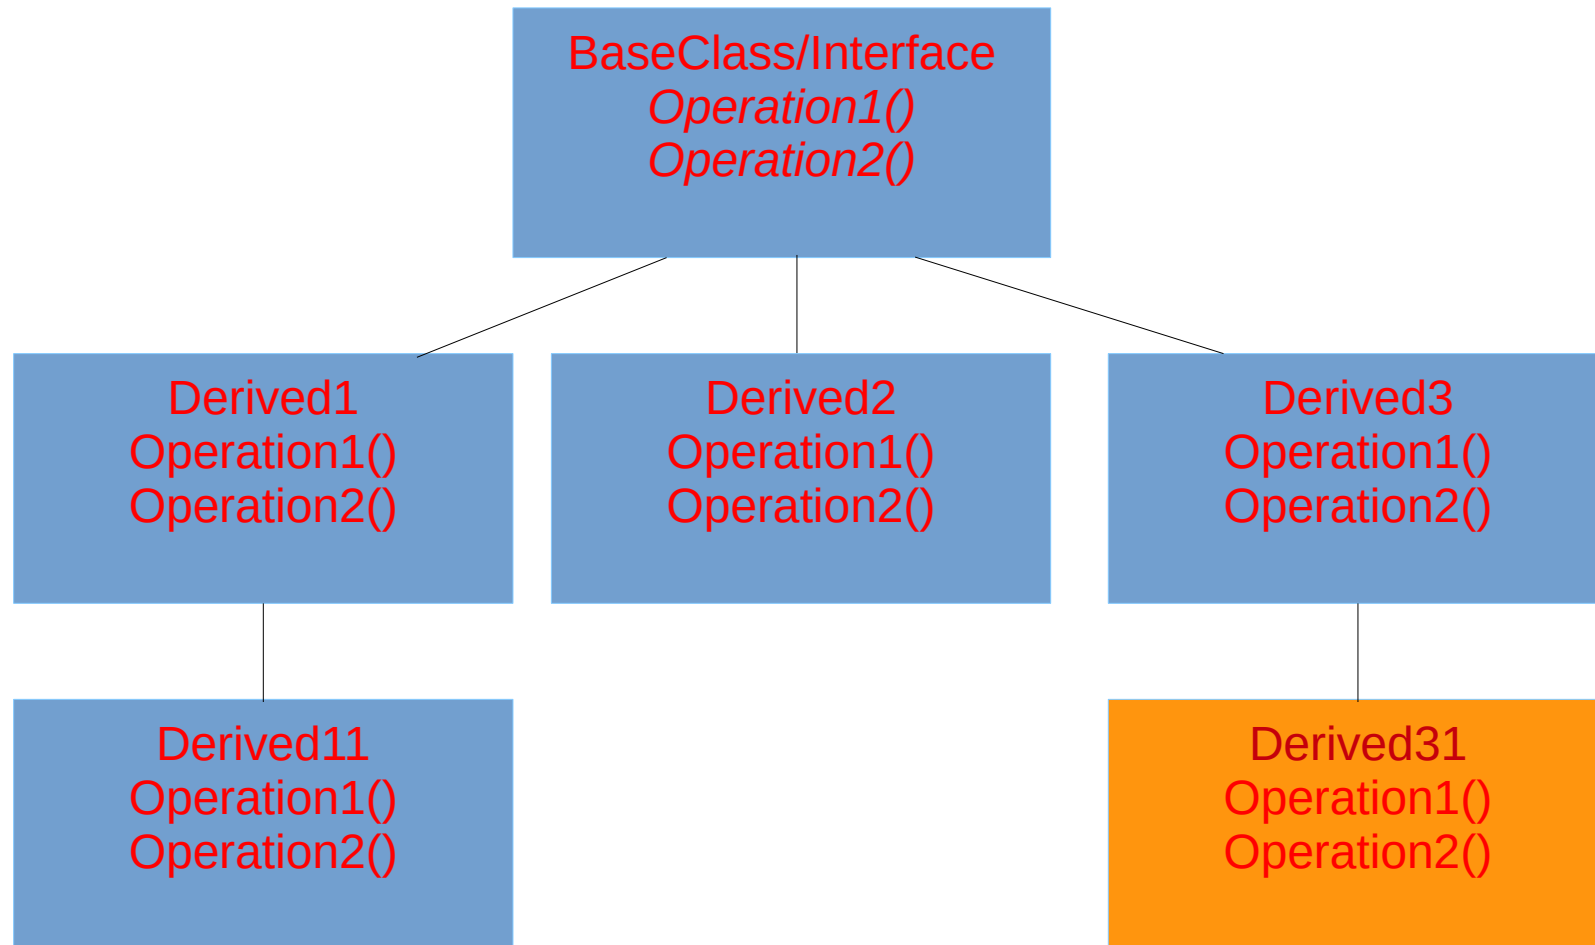 BaseClass/Interface
Operation1()
Operation2()
Derived1
Operation1()
Operation2()
Derived2
Operation1()
Operation2()
Derived3
Operation1()
Operation2()
Derived11
Operation1()
Operation2()
Derived31
Operation1()
Operation2()